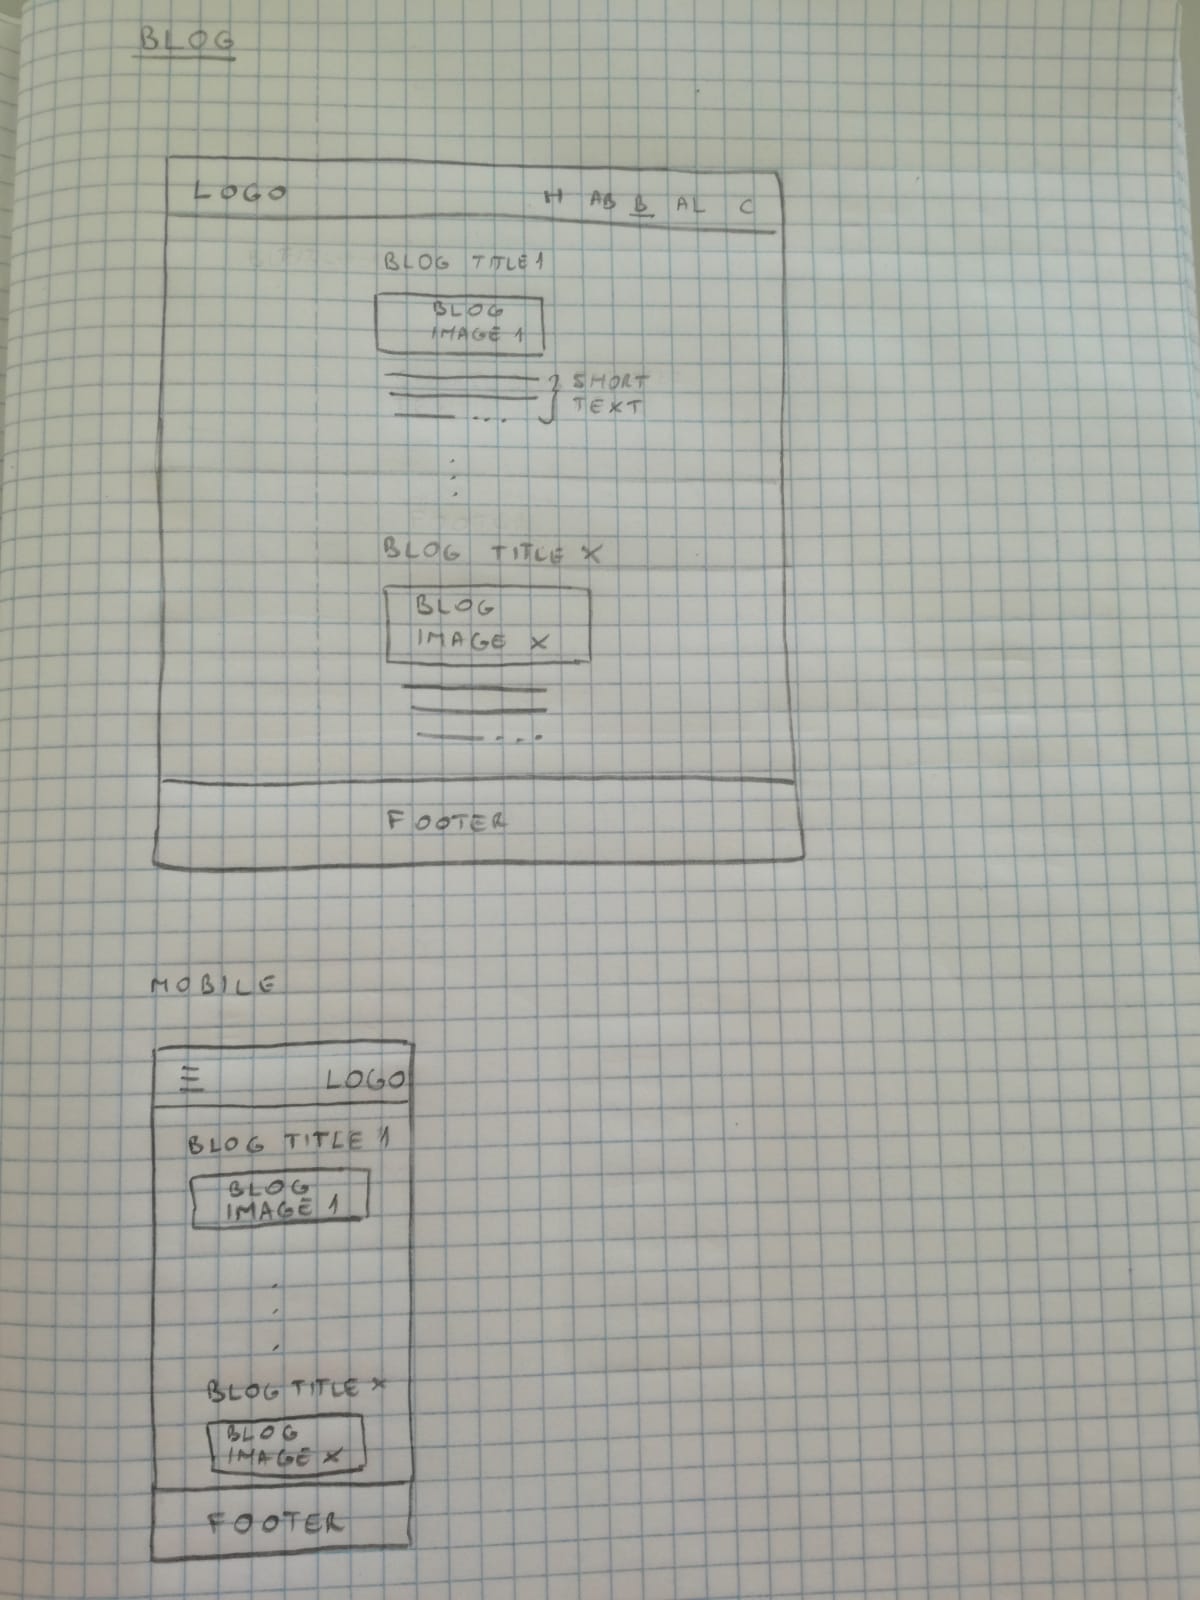 BLOG
LOGO H AB B AL C
BLOG TITLE 1
BLOG
IMAGE 1
SHORT
TEXT
...
BLOG TITLE X
BLOG
IMAGE X
...
FOOTER
MOBILE
LOGO
BLOG TITLE 1
BLOG
IMAGE 1
BLOG TITLE X
BLOG
IMAGE X
FOOTER